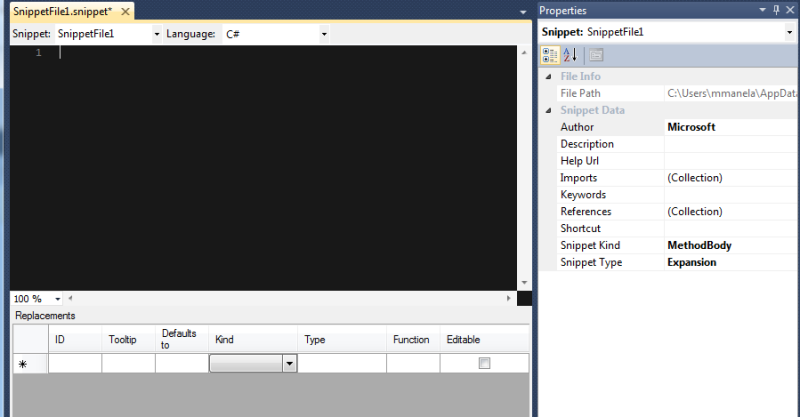 SnippetFile1.snippet*
Snippet: SnippetFile1 Language: C#
1
100 %
Replacements
ID Tooltip Defaults to Kind Type Function Editable
Properties
Snippet: SnippetFile1
File Info
File Path C:\Users\mmanela\AppData
Snippet Data
Author Microsoft
Description
Help Url
Imports (Collection)
Keywords
References (Collection)
Shortcut
Snippet Kind MethodBody
Snippet Type Expansion